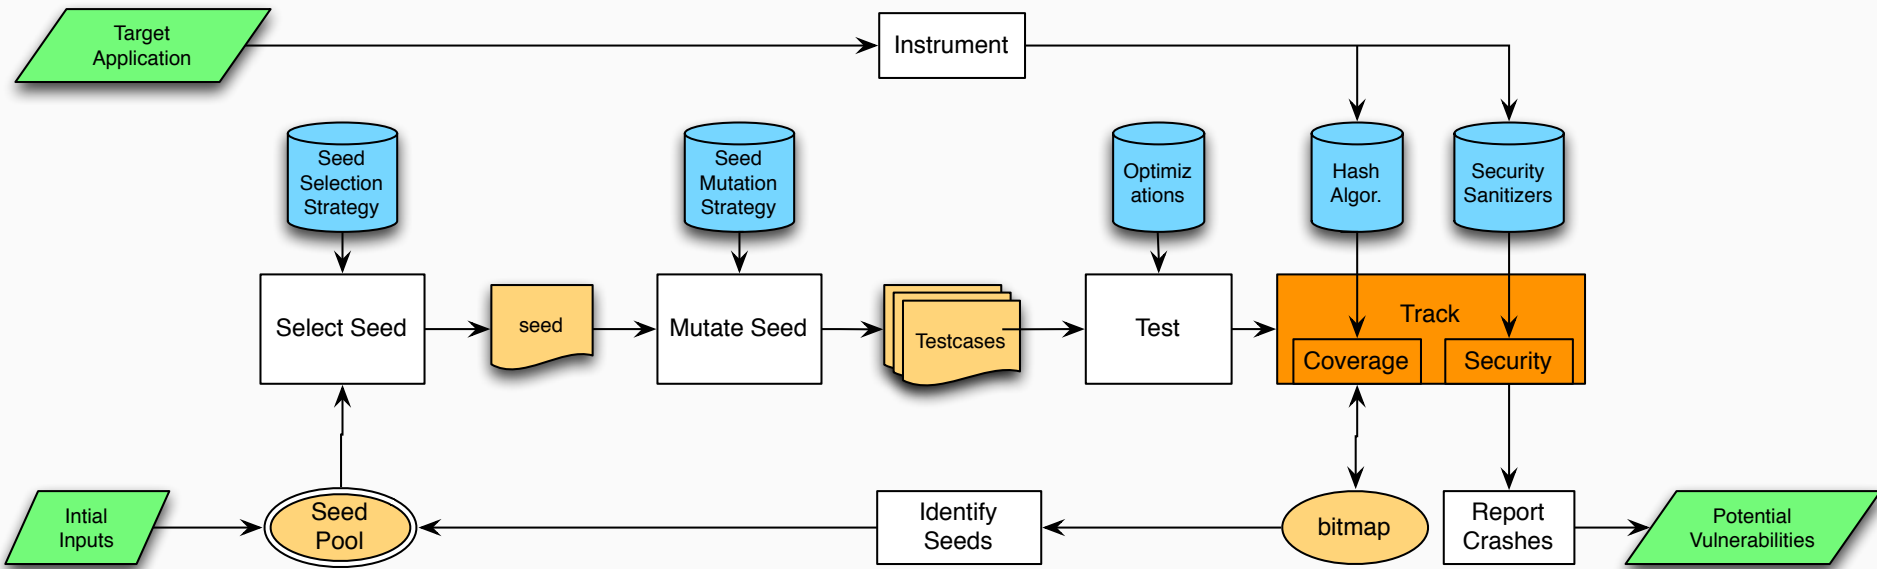 Target
Application
Instrument
Seed
Selection
Strategy
Seed
Mutation
Strategy
Optimiz
ations
Hash
Algor.
Security
Sanitizers
Select Seed
seed
Mutate Seed
Testcases
Test
Track
Coverage
Security
Intial
Inputs
Seed
Pool
Identify
Seeds
bitmap
Report
Crashes
Potential
Vulnerabilities